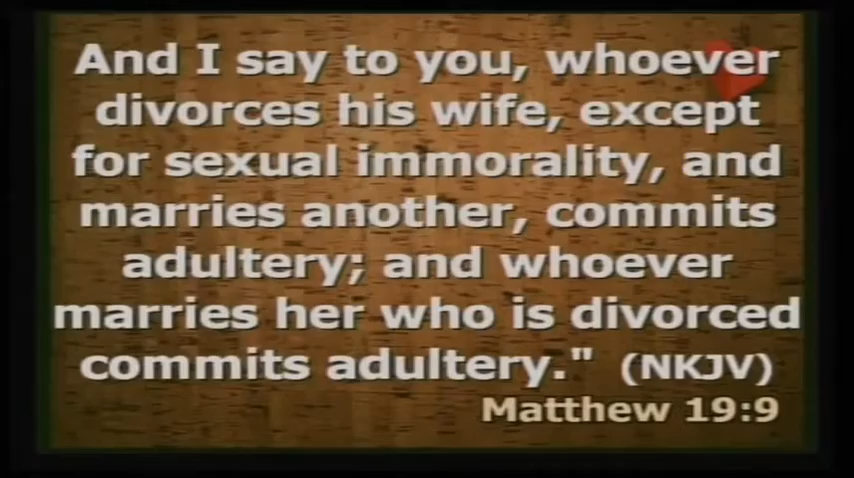 And I say to you, whoever
divorces his wife, except
for sexual immorality, and
marries another, commits
adultery; and whoever
marries her who is divorced
commits adultery." (NKJV)
Matthew 19:9